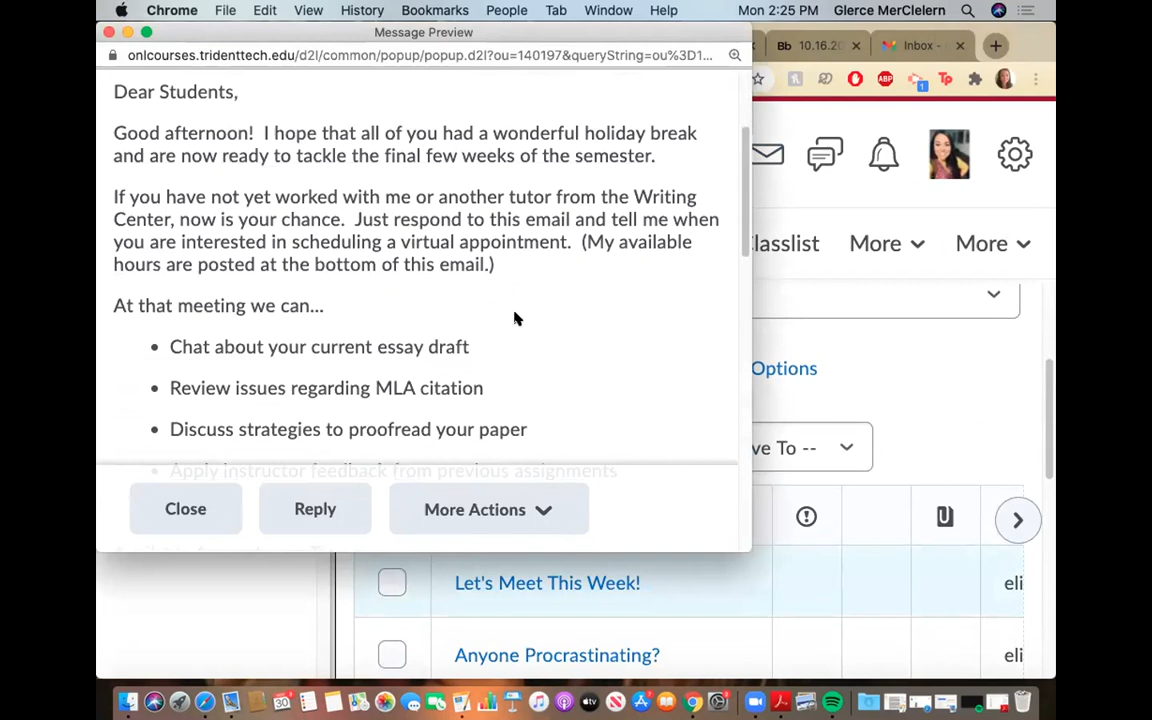 Chrome File Edit View History Bookmarks People Tab Window Help Mon 2:25 PM Glerce MerClelern
Message Preview
onlcourses.tridenttech.edu/d2l/common/popup/popup.d2l?ou=140197&queryString=ou%3D1...
Bb 10.16.20
Inbox -
ABP
1
Dear Students,
Good afternoon! I hope that all of you had a wonderful holiday break
and are now ready to tackle the final few weeks of the semester.
If you have not yet worked with me or another tutor from the Writing
Center, now is your chance. Just respond to this email and tell me when
you are interested in scheduling a virtual appointment. (My available
hours are posted at the bottom of this email.)
At that meeting we can...
• Chat about your current essay draft
• Review issues regarding MLA citation
• Discuss strategies to proofread your paper
• Apply instructor feedback from previous assignments
Close Reply More Actions
Classlist More More
Options
ve To --
Let's Meet This Week! eli
Anyone Procrastinating? eli
30